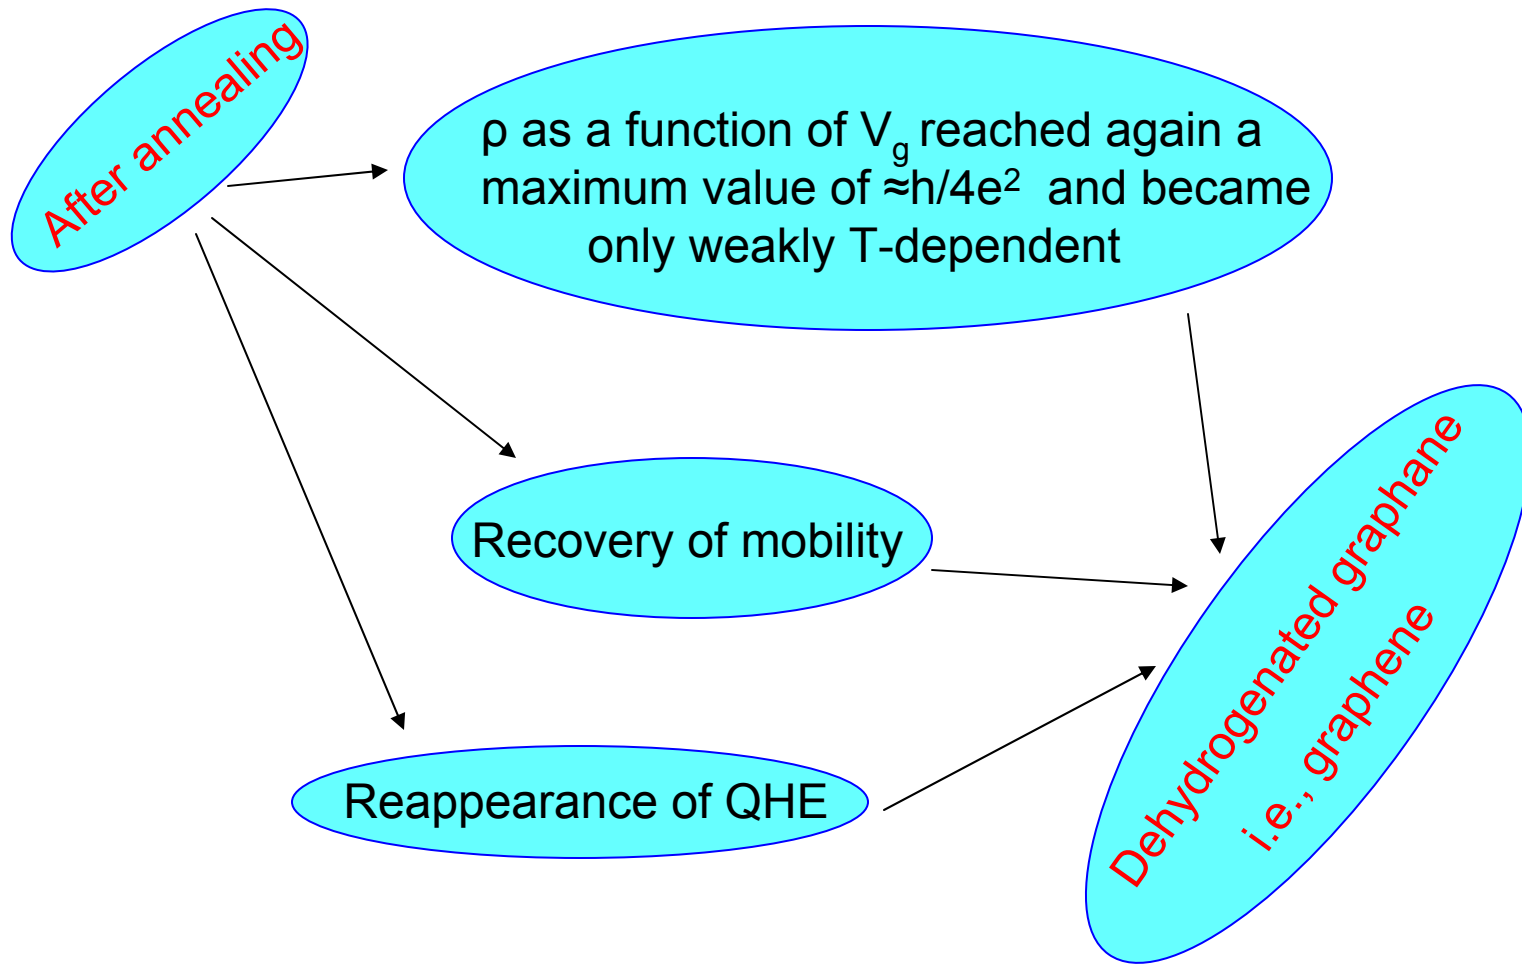 After annealing
ρ as a function of Vg reached again a
maximum value of ≈h/4e² and became
only weakly T-dependent
Recovery of mobility
Reappearance of QHE
Dehydrogenated graphane
i.e., graphene